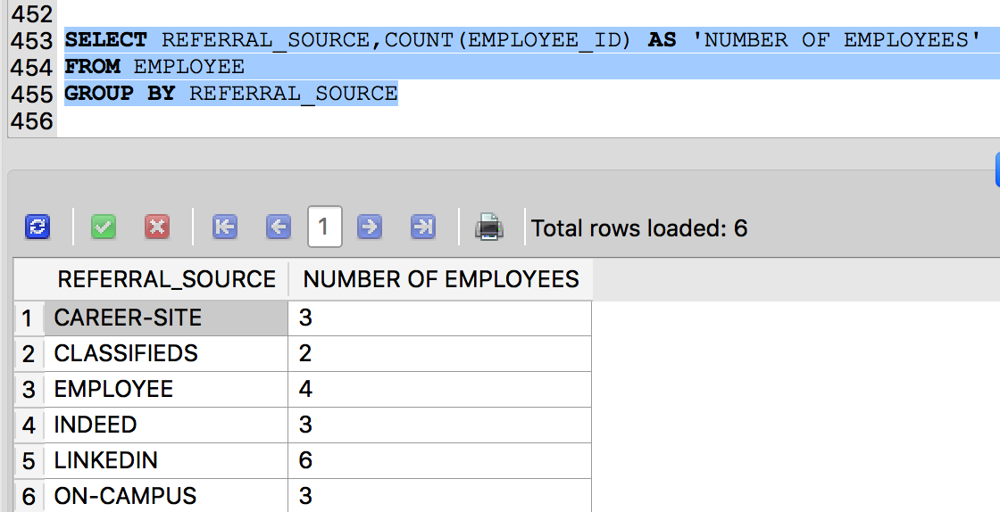 452
453 SELECT REFERRAL_SOURCE,COUNT(EMPLOYEE_ID) AS 'NUMBER OF EMPLOYEES'
454 FROM EMPLOYEE
455 GROUP BY REFERRAL_SOURCE
456
1 Total rows loaded: 6
REFERRAL_SOURCE NUMBER OF EMPLOYEES
1 CAREER-SITE 3
2 CLASSIFIEDS 2
3 EMPLOYEE 4
4 INDEED 3
5 LINKEDIN 6
6 ON-CAMPUS 3